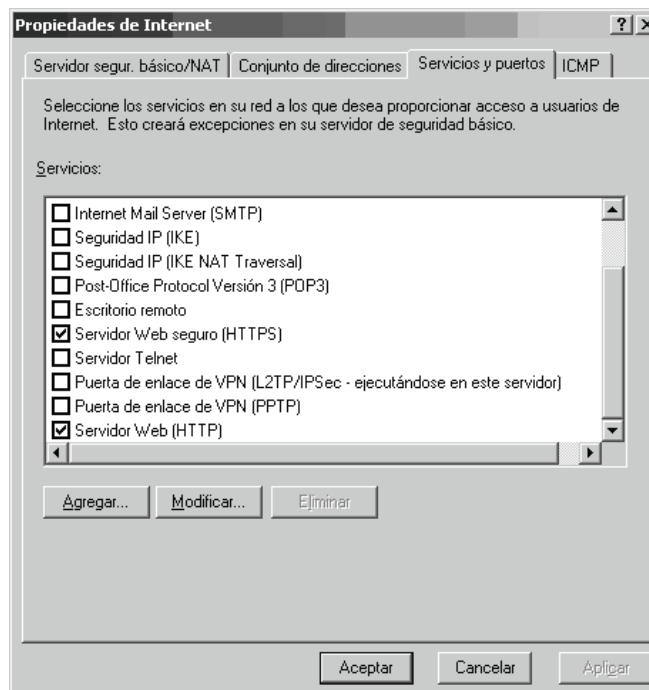 Propiedades de Internet
Servidor segur. básico/NAT Conjunto de direcciones Servicios y puertos ICMP
Seleccione los servicios en su red a los que desea proporcionar acceso a usuarios de
Internet. Esto creará excepciones en su servidor de seguridad básico.
Servicios:
Internet Mail Server (SMTP)
Seguridad IP (IKE)
Seguridad IP (IKE NAT Traversal)
Post-Office Protocol Versión 3 (POP3)
Escritorio remoto
Servidor Web seguro (HTTPS)
Servidor Telnet
Puerta de enlace de VPN (L2TP/IPSec - ejecutándose en este servidor)
Puerta de enlace de VPN (PPTP)
Servidor Web (HTTP)
Agregar... Modificar... Eliminar
Aceptar Cancelar Aplicar